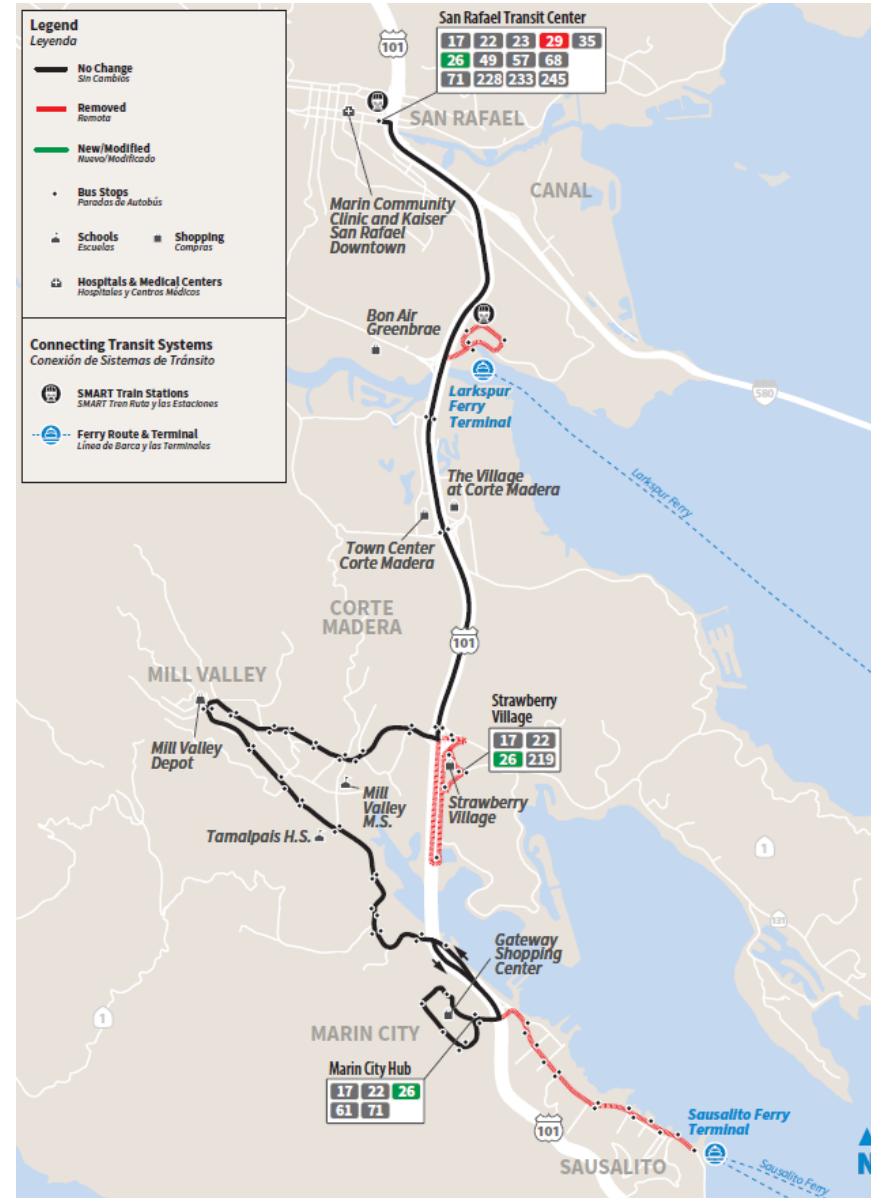 Legend
Leyenda
No Change
Sin Cambios
Removed
Remota
New/Modified
Nuevo/Modificado
Bus Stops
Paradas de Autobús
Schools
Escuelas
Shopping
Compras
Hospitals & Medical Centers
Hospitales y Centros Médicos
Connecting Transit Systems
Conexión de Sistemas de Tránsito
SMART Train Stations
SMART Tren Ruta y las Estaciones
Ferry Route & Terminal
Línea de Barca y las Terminales
San Rafael Transit Center
17 22 23 29 35
26 49 57 68
71 228 233 245
101
SAN RAFAEL
CANAL
Marin Community
Clinic and Kaiser
San Rafael
Downtown
Bon Air
Greenbrae
Larkspur
Ferry
Terminal
580
Larkspur Ferry
The Village
at Corte Madera
Town Center
Corte Madera
CORTE
MADERA
101
MILL VALLEY
Mill Valley
Depot
Strawberry
Village
17 22
26 219
Strawberry
Village
Mill
Valley
M.S.
Tamalpais H.S.
1
131
Gateway
Shopping
Center
1
MARIN CITY
Marin City Hub
17 22 26
61 71
101
SAUSALITO
Sausalito Ferry
Terminal
Sausalito Ferry
N